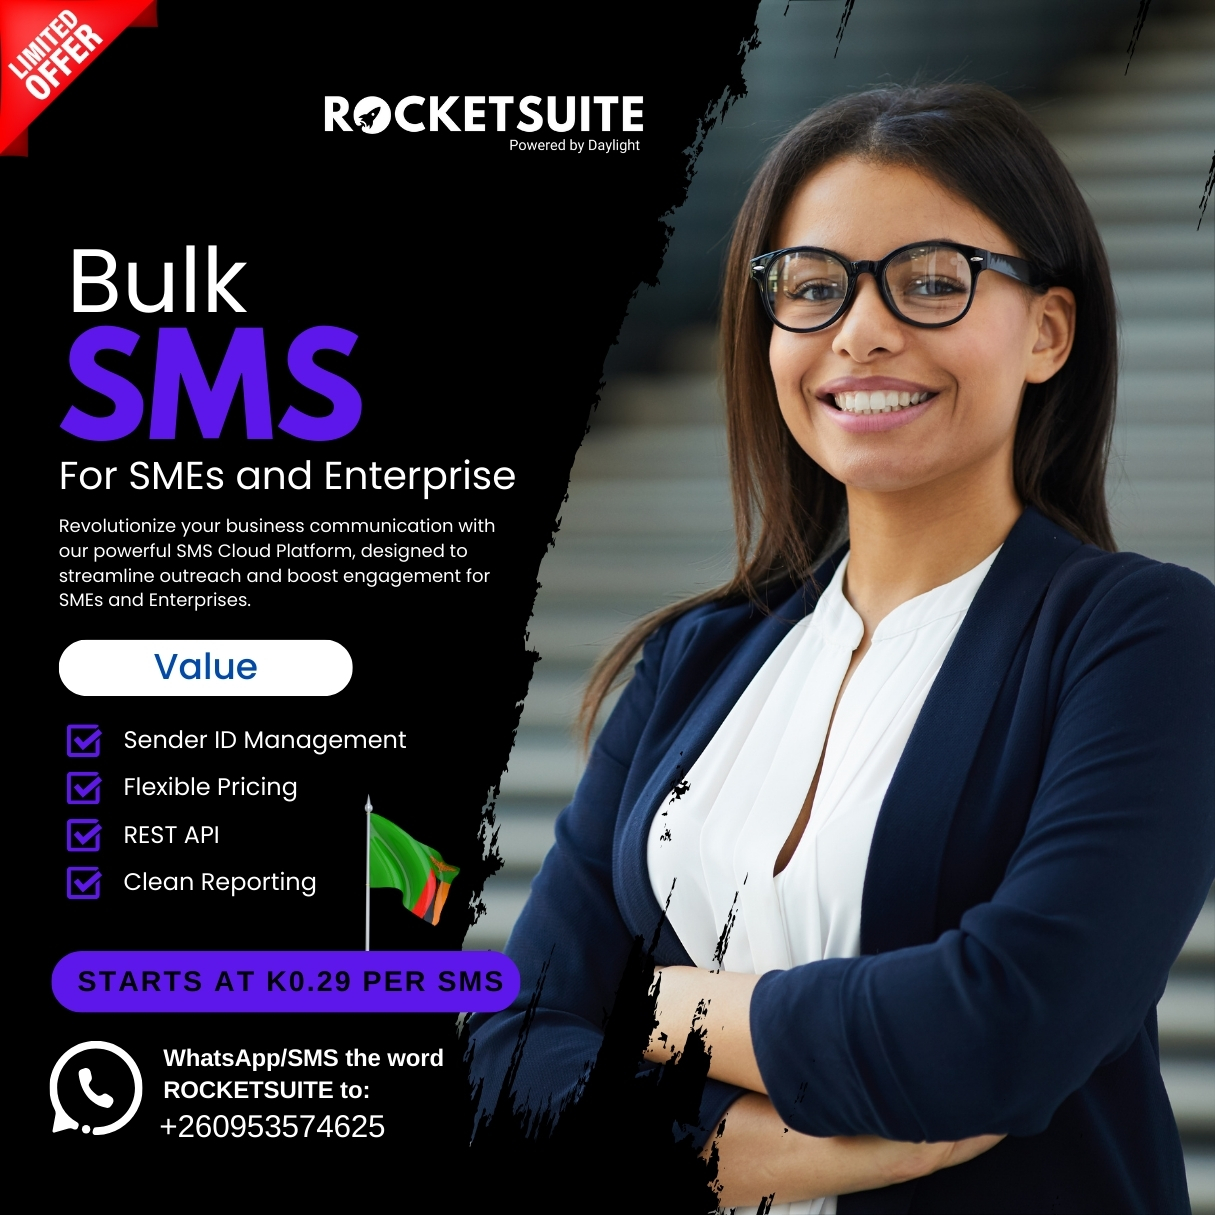 LIMITED
OFFER
ROCKETSUITE
Powered by Daylight
Bulk
SMS
For SMEs and Enterprise
Revolutionize your business communication with
our powerful SMS Cloud Platform, designed to
streamline outreach and boost engagement for
SMEs and Enterprises.
Value
Sender ID Management
Flexible Pricing
REST API
Clean Reporting
STARTS AT K0.29 PER SMS
WhatsApp/SMS the word
ROCKETSUITE to:
+260953574625